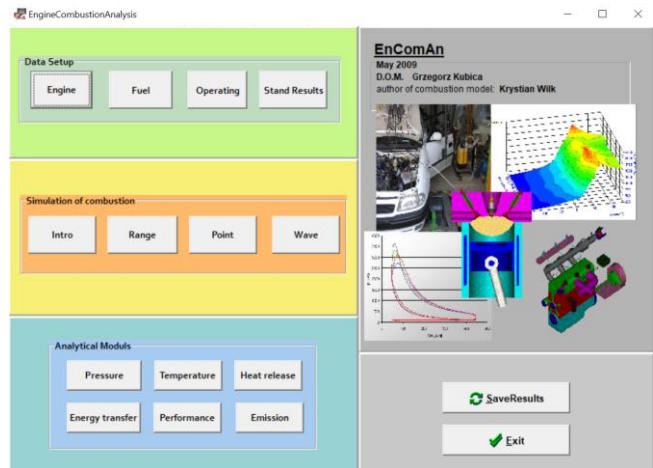 EngineCombustionAnalysis
Data Setup
Engine Fuel Operating Stand Results
Simulation of combustion
Intro Range Point Wave
Analytical Moduls
Pressure Temperature Heat release
Energy transfer Performance Emission
EnComAn
May 2009
D.O.M. Grzegorz Kubica
author of combustion model: Krystian Wilk
SaveResults
Exit